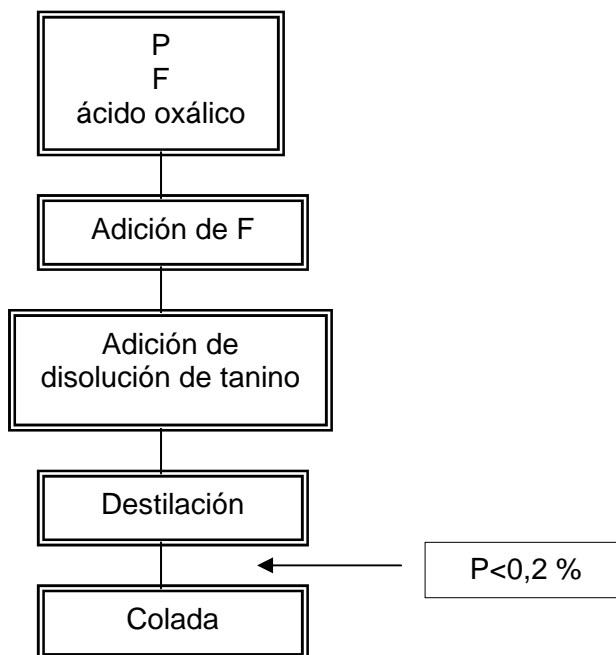 P
F
ácido oxálico
Adición de F
Adición de
disolución de tanino
Destilación
P<0,2 %
Colada